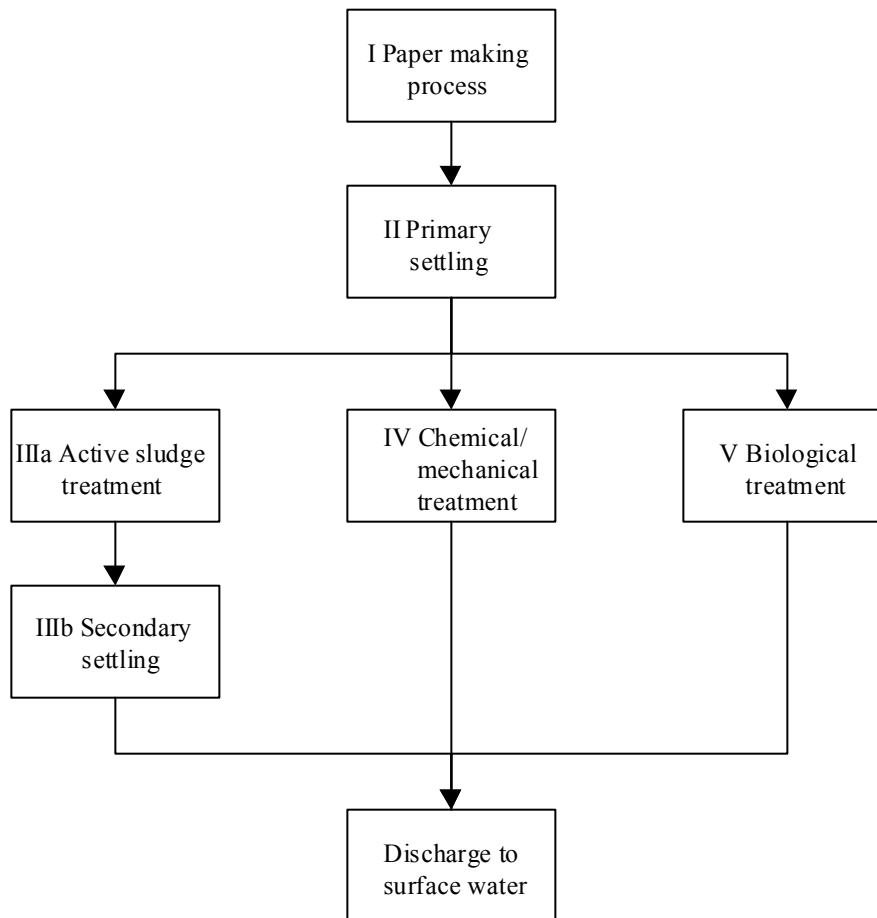 I Paper making
process
II Primary
settling
IIIa Active sludge
treatment
IV Chemical/
mechanical
treatment
V Biological
treatment
IIIb Secondary
settling
Discharge to
surface water